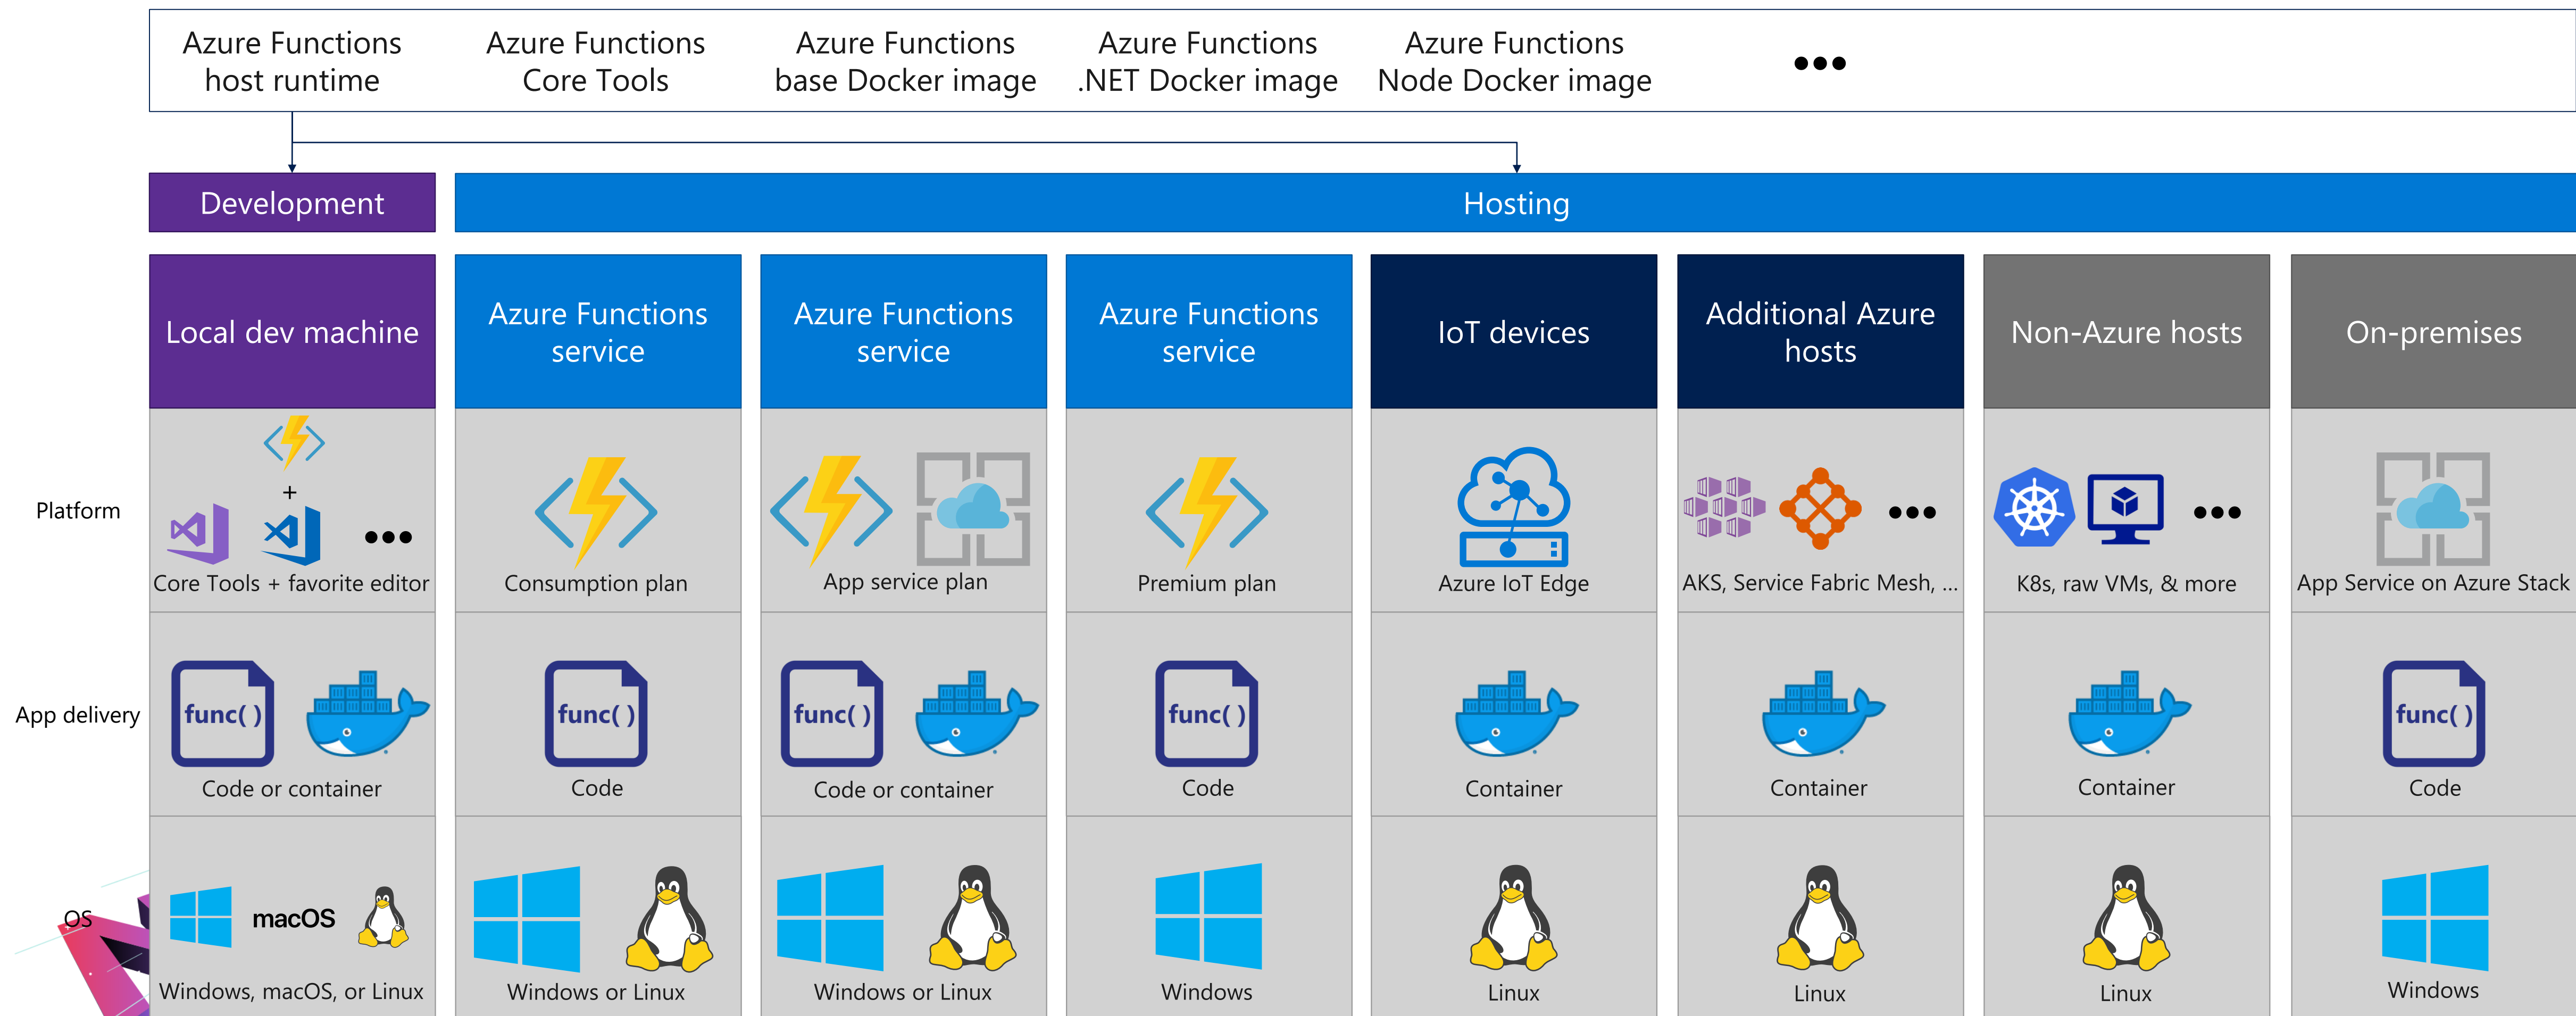 Azure Functions
host runtime
Azure Functions
Core Tools
Azure Functions
base Docker image
Azure Functions
.NET Docker image
Azure Functions
Node Docker image
•••
Development
Hosting
Local dev machine
Azure Functions
service
Azure Functions
service
Azure Functions
service
IoT devices
Additional Azure
hosts
Non-Azure hosts
On-premises
Platform
+
•••
Core Tools + favorite editor
Consumption plan
App service plan
Premium plan
Azure IoT Edge
•••
AKS, Service Fabric Mesh, ...
•••
K8s, raw VMs, & more
App Service on Azure Stack
App delivery
func( )
Code or container
func( )
Code
func( )
Code or container
func( )
Code
Container
Container
Container
func( )
Code
OS
macOS
Windows, macOS, or Linux
Windows or Linux
Windows or Linux
Windows
Linux
Linux
Linux
Windows